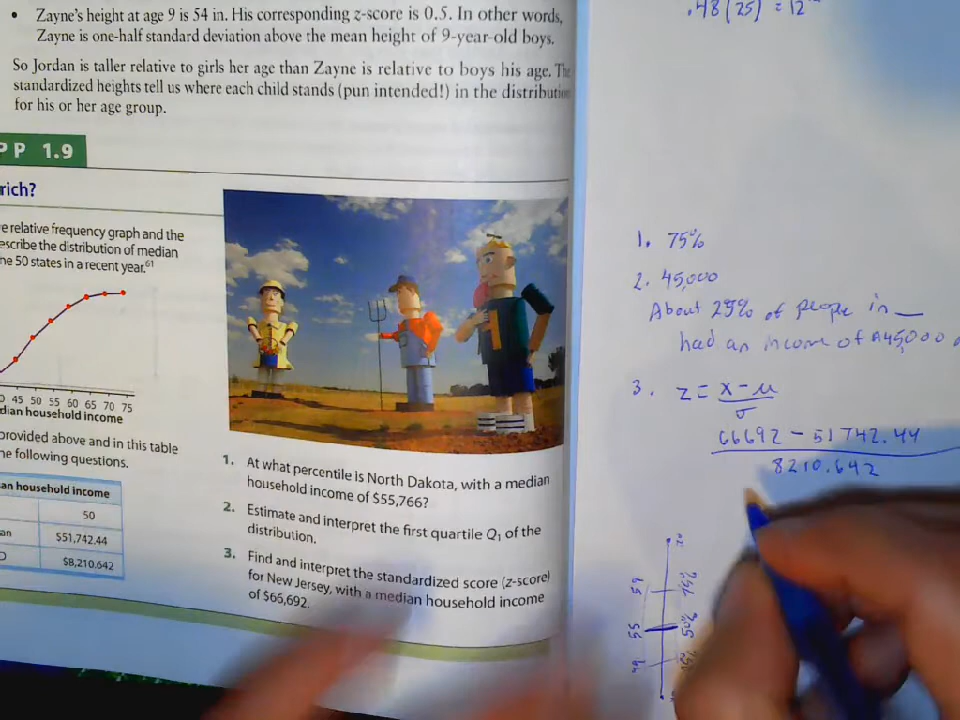 • Zayne's height at age 9 is 54 in. His corresponding z-score is 0.5. In other words,
Zayne is one-half standard deviation above the mean height of 9-year-old boys.
So Jordan is taller relative to girls her age than Zayne is relative to boys his age.
standardized heights tell us where each child stands (pun intended!) in the
for his or her age group.
PP 1.9
rich?
relative frequency graph and the
the distribution of median
50 states in a recent year.61
45 50 55 60 65 70 75
household income
provided above and in this table
following questions.
household income
50
$51,742.44
$8,210.642
1. At what percentile is North Dakota, with a median
household income of $55,766?
2. Estimate and interpret the first quartile Q1 of the
distribution.
3. Find and interpret the standardized score (z-score)
for New Jersey, with a median household income
of $65,692.
.48(25) = 12
1. 75%
2. 45,000
About 25% of people in _
had an income of 45,000
3. z = x-μ
σ
66692 - 51742.44
8210.642
59
55
49
25%